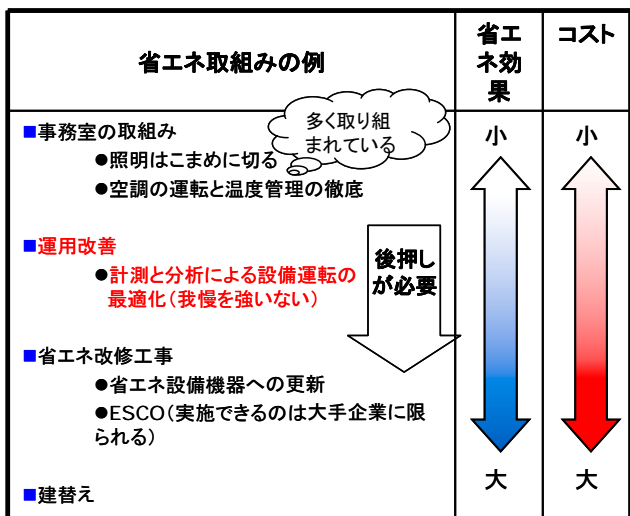 省エネ取組みの例
省エ
ネ効
果
コスト
■事務室の取組み
●照明はこまめに切る
●空調の運転と温度管理の徹底
多く取り組
まれている
小
小
■運用改善
●計測と分析による設備運転の
最適化（我慢を強いない）
後押し
が必要
■省エネ改修工事
●省エネ設備機器への更新
●ESCO（実施できるのは大手企業に限
られる）
大
大
■建替え